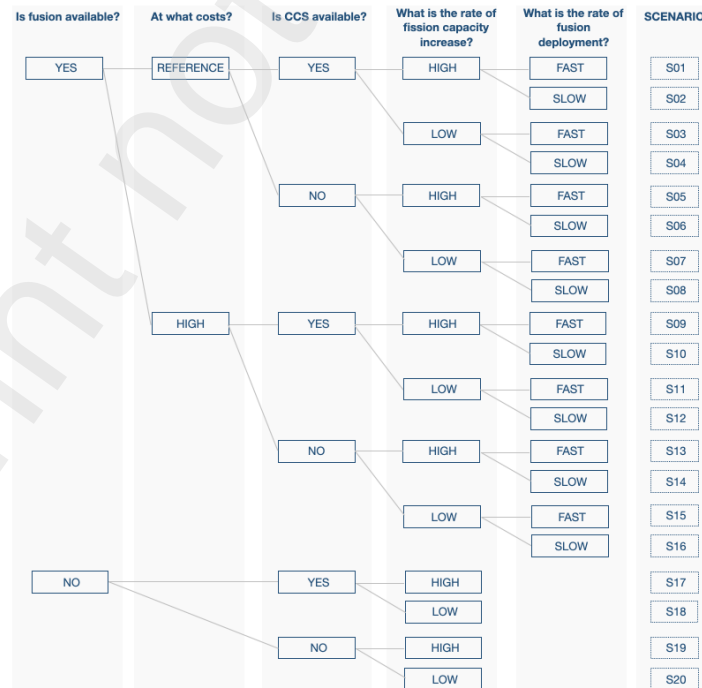 Is fusion available?
At what costs?
Is CCS available?
What is the rate of
fission capacity
increase?
What is the rate of
fusion
deployment?
SCENARIO
YES REFERENCE YES HIGH FAST S01
SLOW S02
LOW FAST S03
SLOW S04
NO HIGH FAST S05
SLOW S06
LOW FAST S07
SLOW S08
HIGH YES HIGH FAST S09
SLOW S10
LOW FAST S11
SLOW S12
NO HIGH FAST S13
SLOW S14
LOW FAST S15
SLOW S16
NO YES HIGH S17
LOW S18
NO HIGH S19
LOW S20
int not